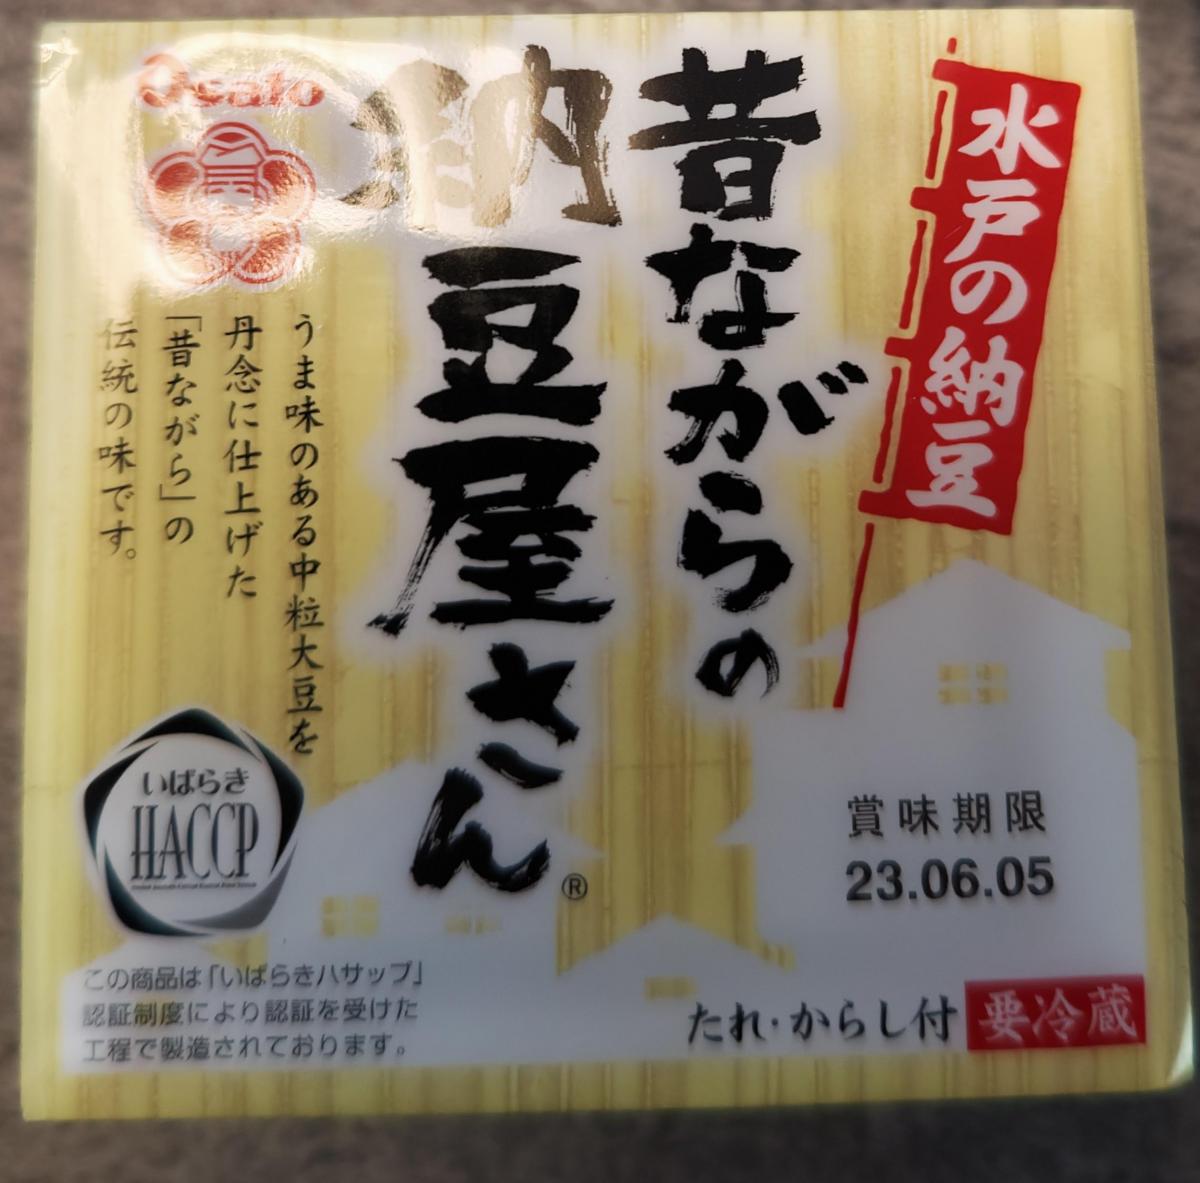 水戸の納豆
昔ながらの
納豆屋さん
®
Osato
うま味のある中粒大豆を
丹念に仕上げた
「昔ながら」の
伝統の味です。
いばらき
HACCP
この商品は「いばらきハサップ」
認証制度により認証を受けた
工程で製造されております。
賞味期限
23.06.05
たれ・からし付
要冷蔵